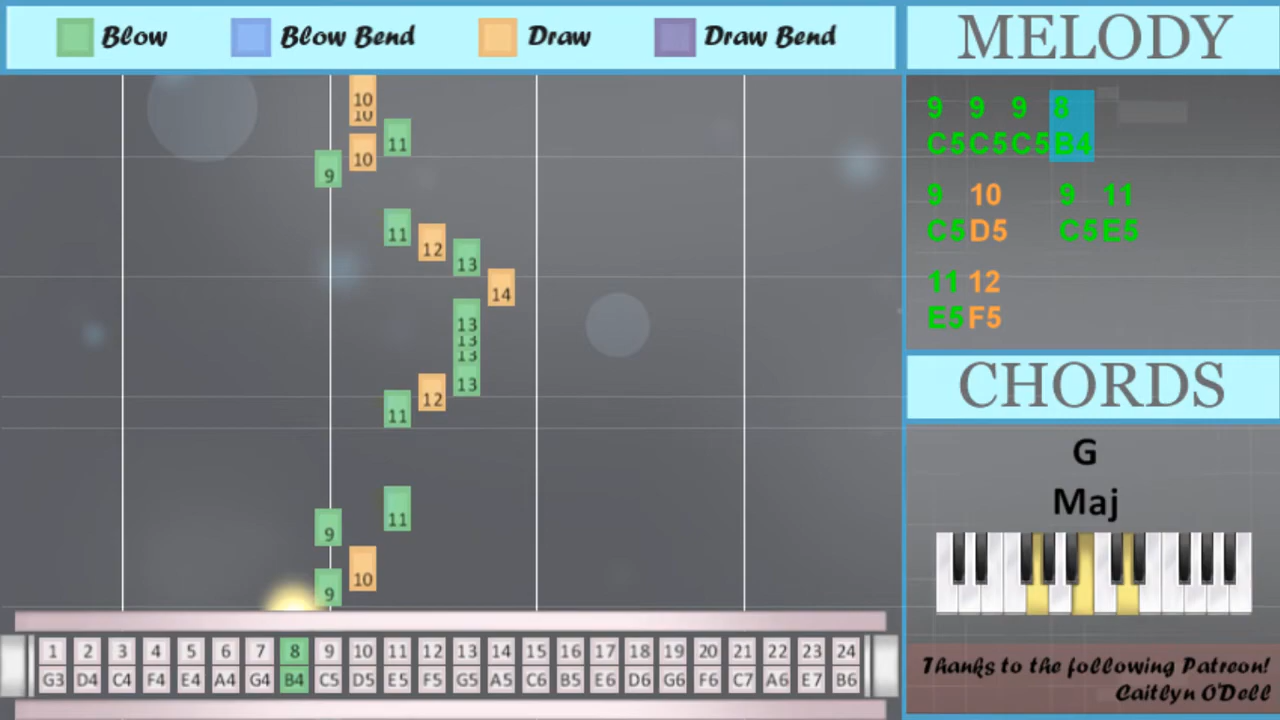 Blow Blow Bend Draw Draw Bend
MELODY
10
10
11
10
9
11
12
13
14
13
13
13
13
12
11
11
9
10
9
9 9 9 8
C5 C5 C5 B4
9 10 9 11
C5 D5 C5 E5
11 12
E5 F5
CHORDS
G
Maj
1 2 3 4 5 6 7 8 9 10 11 12 13 14 15 16 17 18 19 20 21 22 23 24
G3 D4 C4 F4 E4 A4 G4 B4 C5 D5 E5 F5 G5 A5 C6 B5 E6 D6 G6 F6 C7 A6 E7 B6
Thanks to the following Patreon!
Caitlyn O'Dell